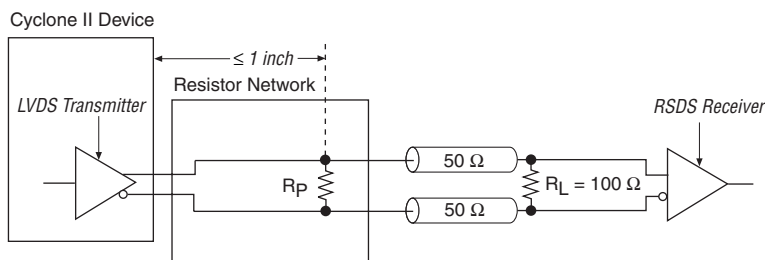 Cyclone II Device
≤ 1 inch
Resistor Network
LVDS Transmitter
RSDS Receiver
50 Ω
RP
RL = 100 Ω
50 Ω